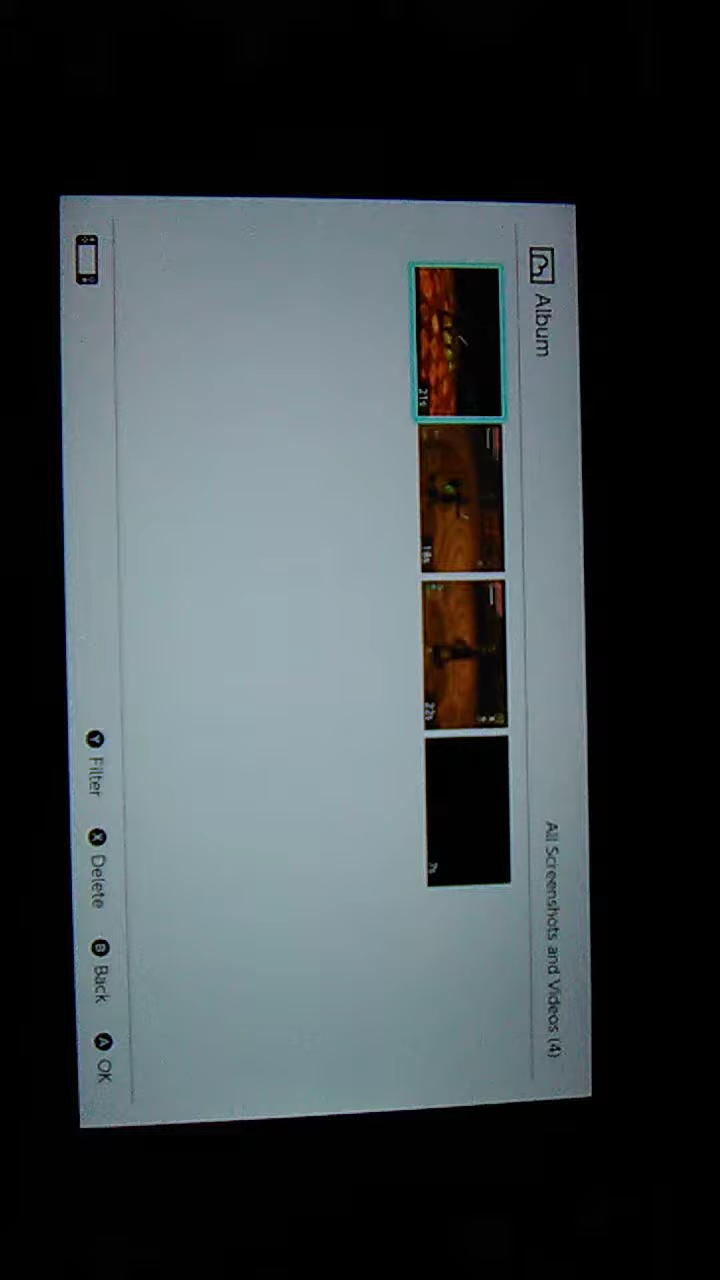 Album
All Screenshots and Videos (4)
21s
18s
22s
7s
Y Filter
X Delete
B Back
A OK